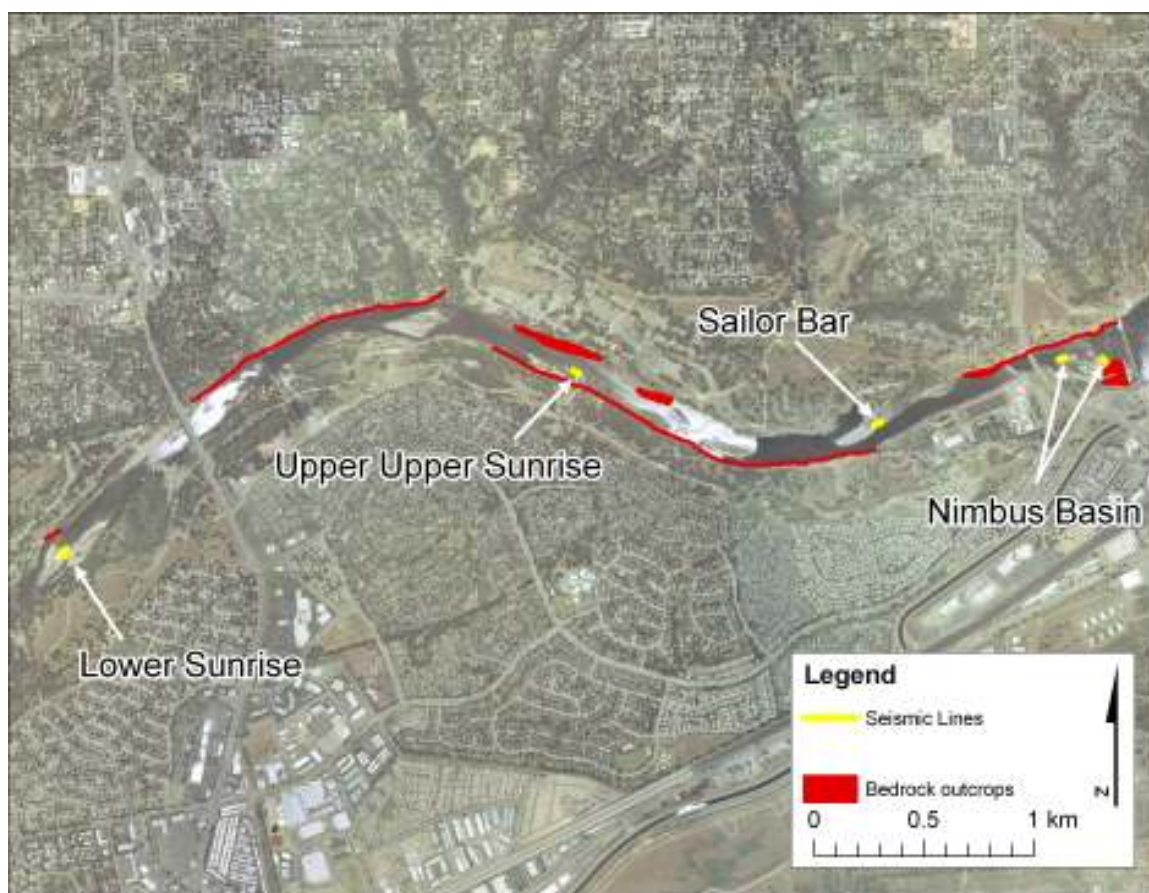 Sailor Bar
Upper Upper Sunrise
Nimbus Basin
Lower Sunrise
Legend
Seismic Lines
Bedrock outcrops
N
0 0.5 1 km